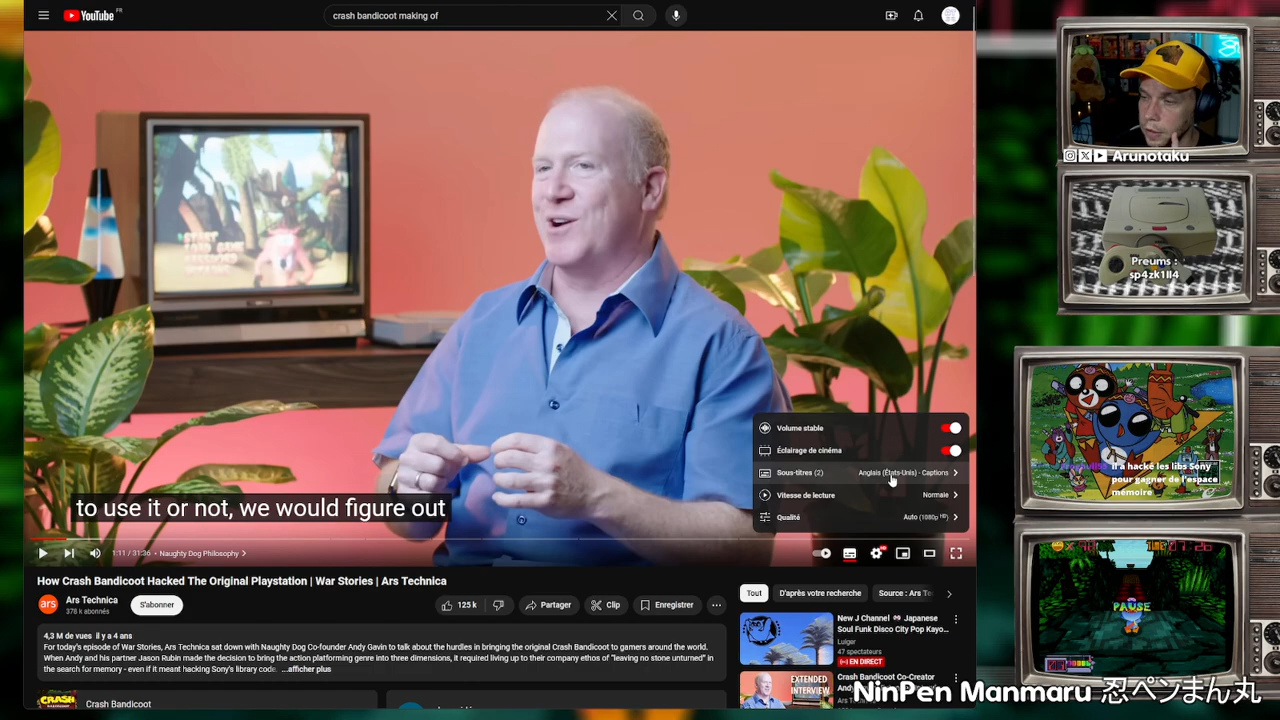 YouTube FR
crash bandicoot making of
START
LOAD GAME
PASSWORD
to use it or not, we would figure out
Volume stable
Éclairage de cinéma
Sous-titres (2) Anglais (États-Unis) - Captions
Vitesse de lecture Normale
Qualité Auto (1080p HD)
1:11 / 31:36 • Naughty Dog Philosophy
How Crash Bandicoot Hacked The Original Playstation | War Stories | Ars Technica
ars
Ars Technica
378 k abonnés
S'abonner
125 k
Partager
Clip
Enregistrer
4,3 M de vues il y a 4 ans
For today's episode of War Stories, Ars Technica sat down with Naughty Dog Co-founder Andy Gavin to talk about the hurdles in bringing the original Crash Bandicoot to gamers around the world.
When Andy and his partner Jason Rubin made the decision to bring the action platforming genre into three dimensions, it required living up to their company ethos of "leaving no stone unturned" in
the search for memory - even if it meant hacking Sony's library code. ...afficher plus
CRASH
Crash Bandicoot
Tout
D'après votre recherche
Source : Ars Te
New J Channel Japanese
Soul Funk Disco City Pop Kayo...
Luiger
47 spectateurs
EN DIRECT
EXTENDED
INTERVIEW
Crash Bandicoot Co-Creator
Arunotaku
Preums :
sp4zk1ll4
Il a hacké les libs Sony
pour gagner de l'espace
mémoire
PAUSE
NinPen Manmaru 忍ペンまん丸